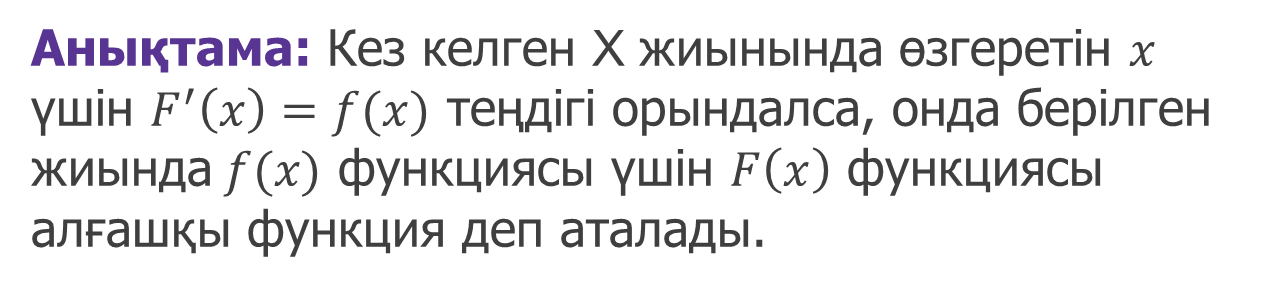 Анықтама: Кез келген X жиынында өзгеретін x
үшін F′(x) = f(x) теңдігі орындалса, онда берілген
жиында f(x) функциясы үшін F(x) функциясы
алғашқы функция деп аталады.